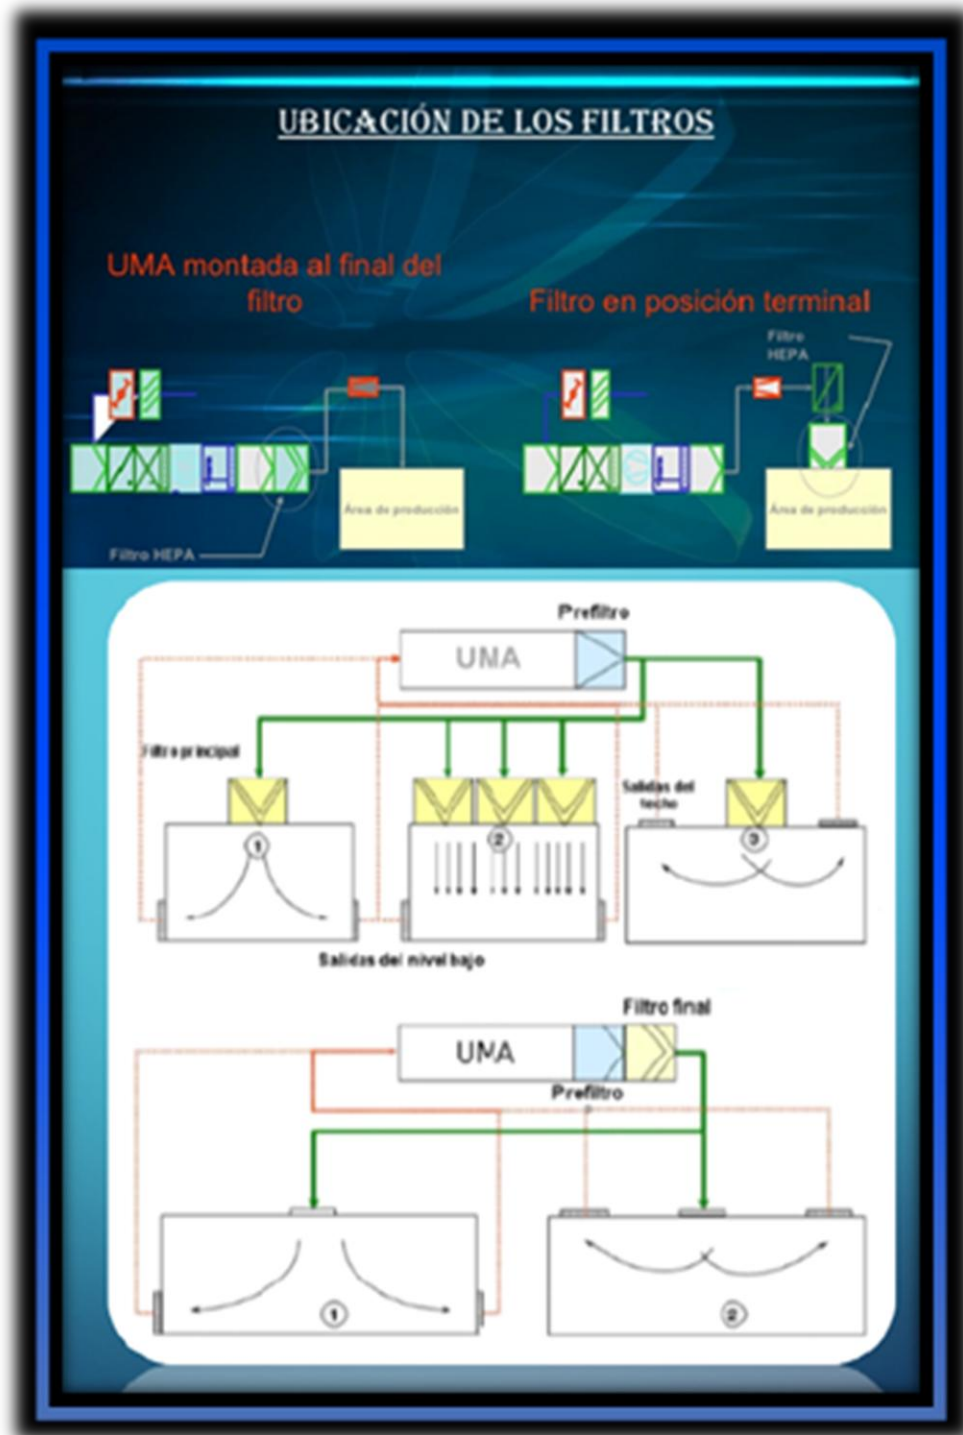 UBICACIÓN DE LOS FILTROS
UMA montada al final del
filtro
Filtro en posición terminal
Filtro
HEPA
Área de producción
Área de producción
Filtro HEPA
Prefiltro
UMA
Filtro principal
Salidas del
techo
1
2
3
Salidas del nivel bajo
Filtro final
UMA
Prefiltro
1
2